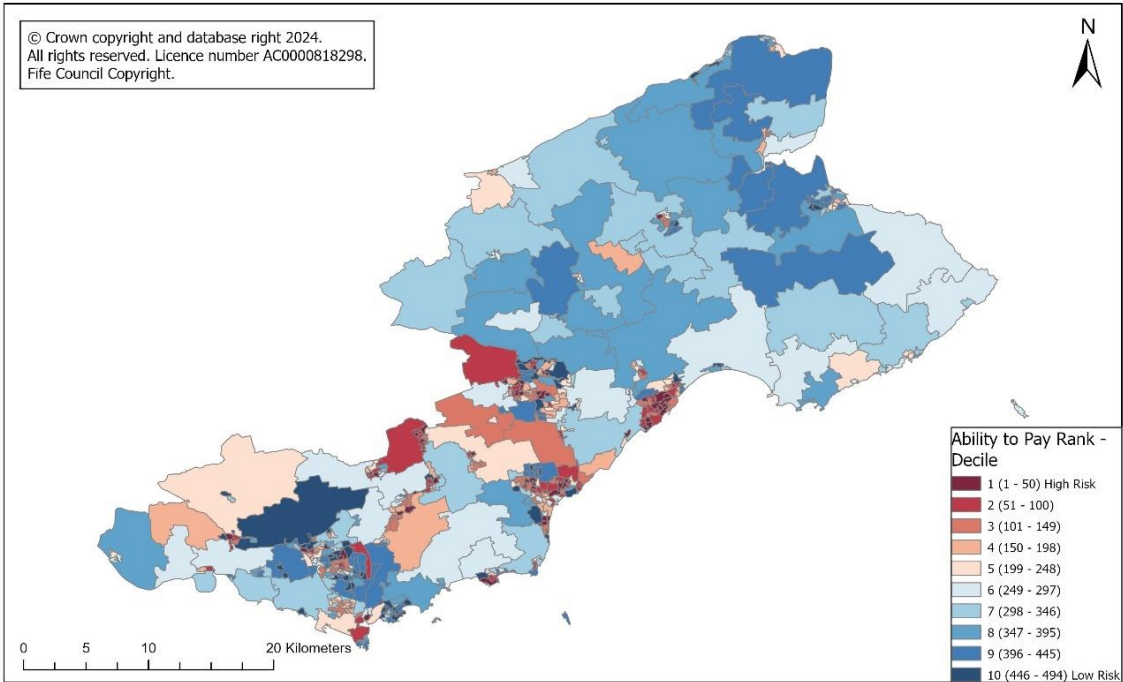 © Crown copyright and database right 2024.
All rights reserved. Licence number AC0000818298.
Fife Council Copyright.
N
Ability to Pay Rank -
Decile
1 (1 - 50) High Risk
2 (51 - 100)
3 (101 - 149)
4 (150 - 198)
5 (199 - 248)
6 (249 - 297)
7 (298 - 346)
8 (347 - 395)
9 (396 - 445)
10 (446 - 494) Low Risk
0 5 10 20 Kilometers